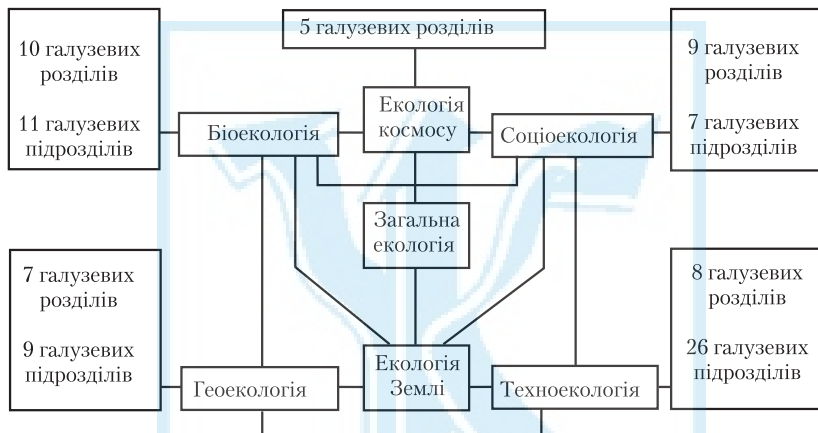 5 галузевих розділів
10 галузевих
розділів
11 галузевих
підрозділів
9 галузевих
розділів
7 галузевих
підрозділів
Біоекологія
Екологія
космосу
Соціоекологія
Загальна
екологія
7 галузевих
розділів
9 галузевих
підрозділів
8 галузевих
розділів
26 галузевих
підрозділів
Геоекологія
Екологія
Землі
Техноекологія